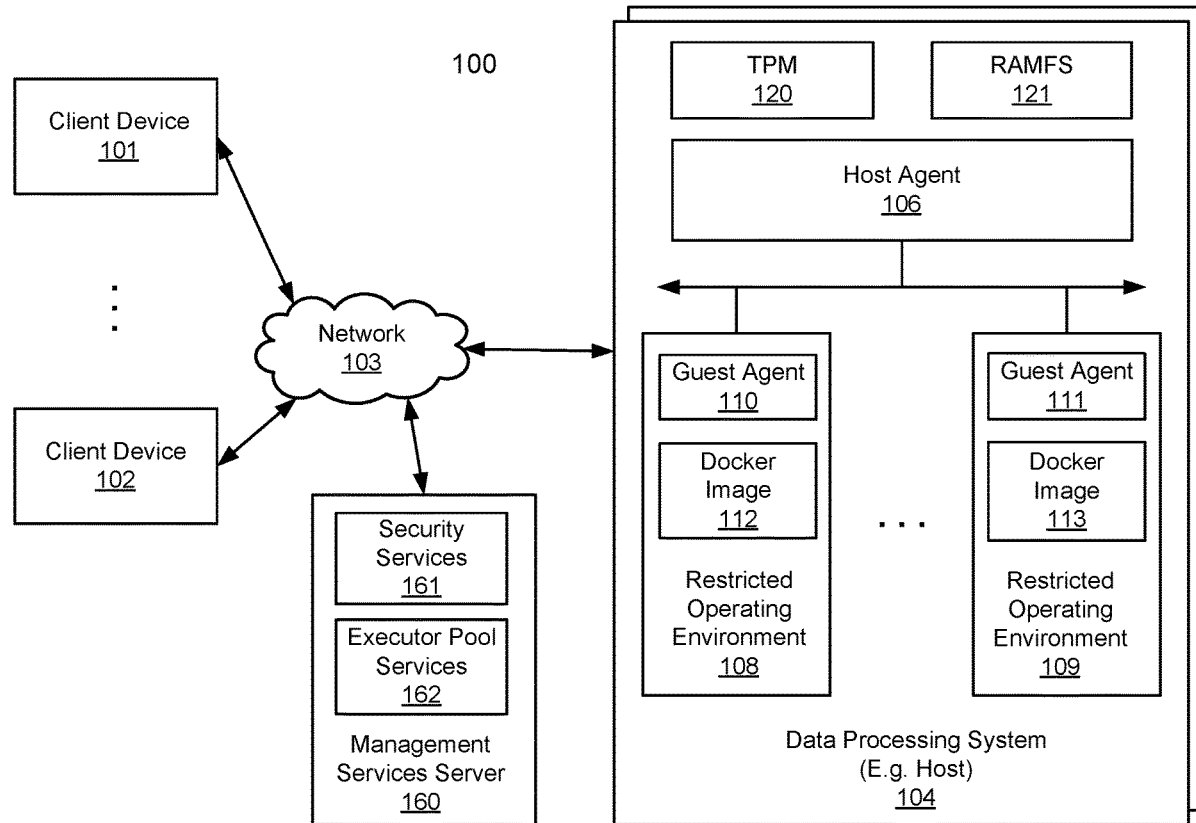 100
Client Device
101
Client Device
102
Network
103
Security
Services
161
Executor Pool
Services
162
Management
Services Server
160
TPM
120
RAMFS
121
Host Agent
106
Guest Agent
110
Docker
Image
112
Restricted
Operating
Environment
108
. . .
Guest Agent
111
Docker
Image
113
Restricted
Operating
Environment
109
Data Processing System
(E.g. Host)
104